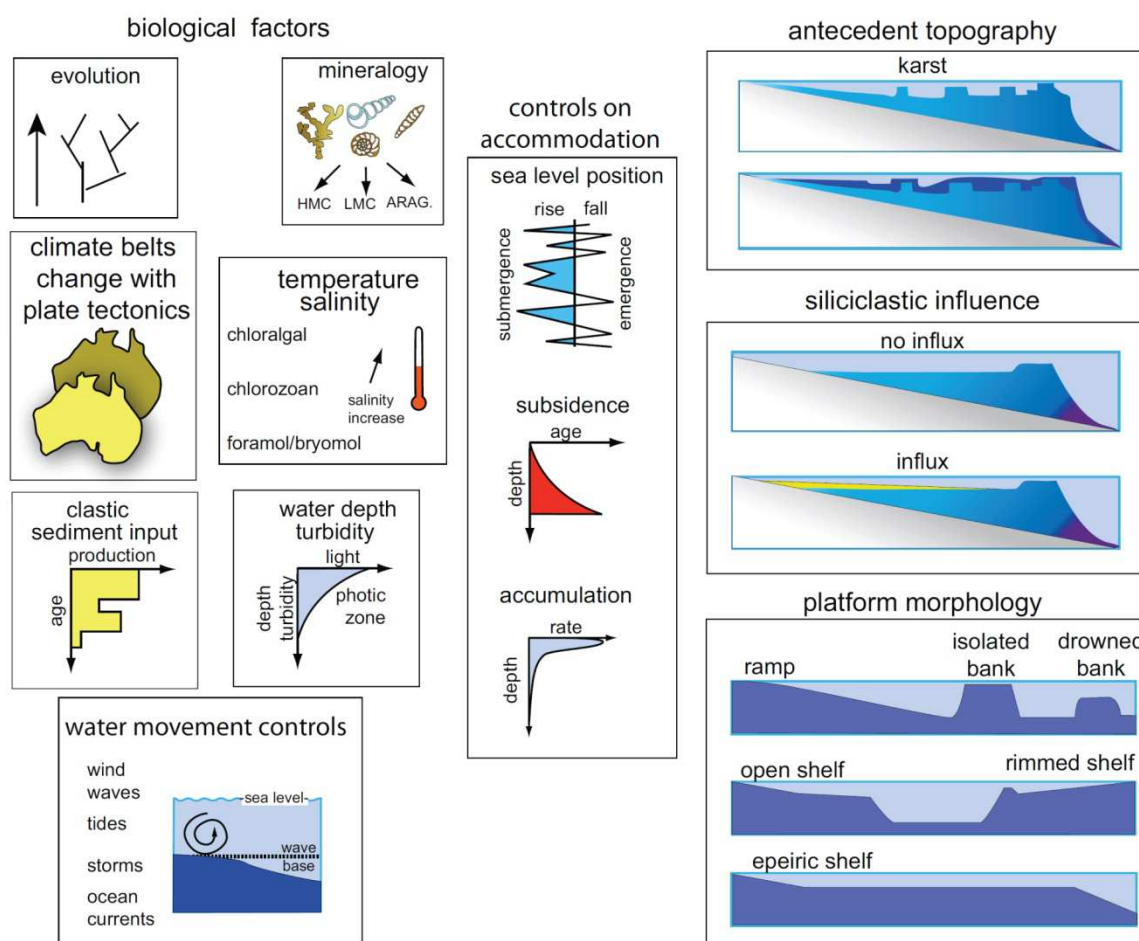 biological factors
evolution
mineralogy
HMC LMC ARAG.
climate belts
change with
plate tectonics
temperature
salinity
chloralgal
chlorozoan
salinity
increase
foramol/bryomol
clastic
sediment input
production
age
water depth
turbidity
light
depth
turbidity
photic
zone
water movement controls
wind
waves
tides
storms
ocean
currents
-sea level-
wave
base
controls on
accommodation
sea level position
rise fall
submergence
emergence
subsidence
age
depth
accumulation
rate
depth
antecedent topography
karst
siliciclastic influence
no influx
influx
platform morphology
ramp
isolated
bank
drowned
bank
open shelf
rimmed shelf
epeiric shelf